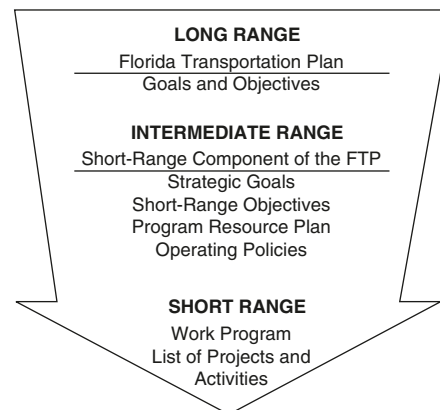 LONG RANGE
Florida Transportation Plan
Goals and Objectives
INTERMEDIATE RANGE
Short-Range Component of the FTP
Strategic Goals
Short-Range Objectives
Program Resource Plan
Operating Policies
SHORT RANGE
Work Program
List of Projects and
Activities